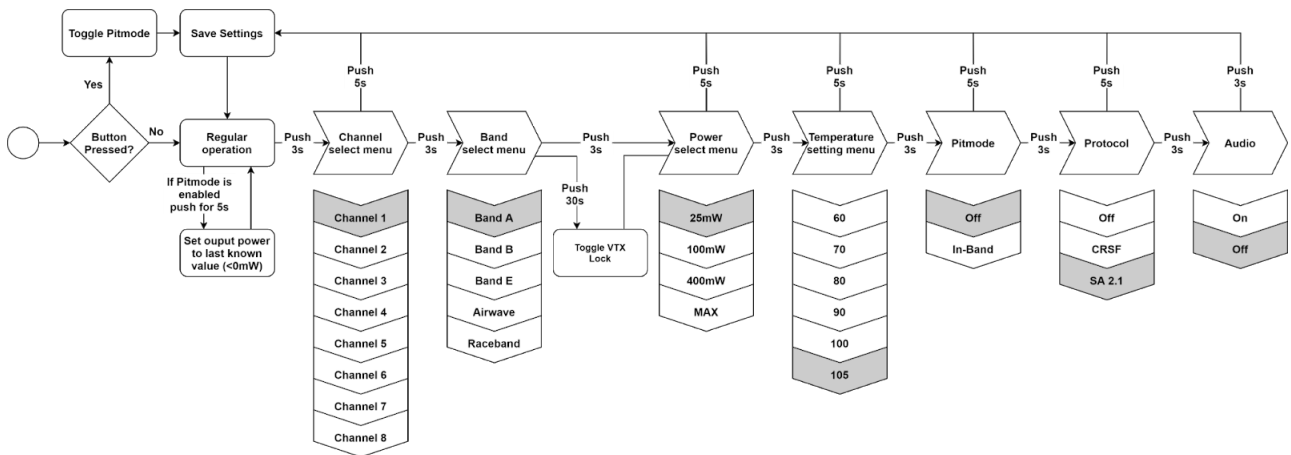 Toggle Pitmode
Save Settings
Yes
Button
Pressed?
No
Regular
operation
If Pitmode is
enabled
push for 5s
Set ouput power
to last known
value (<0mW)
Push
3s
Push
5s
Channel
select menu
Channel 1
Channel 2
Channel 3
Channel 4
Channel 5
Channel 6
Channel 7
Channel 8
Push
3s
Band
select menu
Band A
Band B
Band E
Airwave
Raceband
Push
3s
Push
30s
Toggle VTX
Lock
Push
5s
Power
select menu
25mW
100mW
400mW
MAX
Push
3s
Push
5s
Temperature
setting menu
60
70
80
90
100
105
Push
3s
Push
5s
Pitmode
Off
In-Band
Push
3s
Push
5s
Protocol
Off
CRSF
SA 2.1
Push
3s
Push
3s
Audio
On
Off